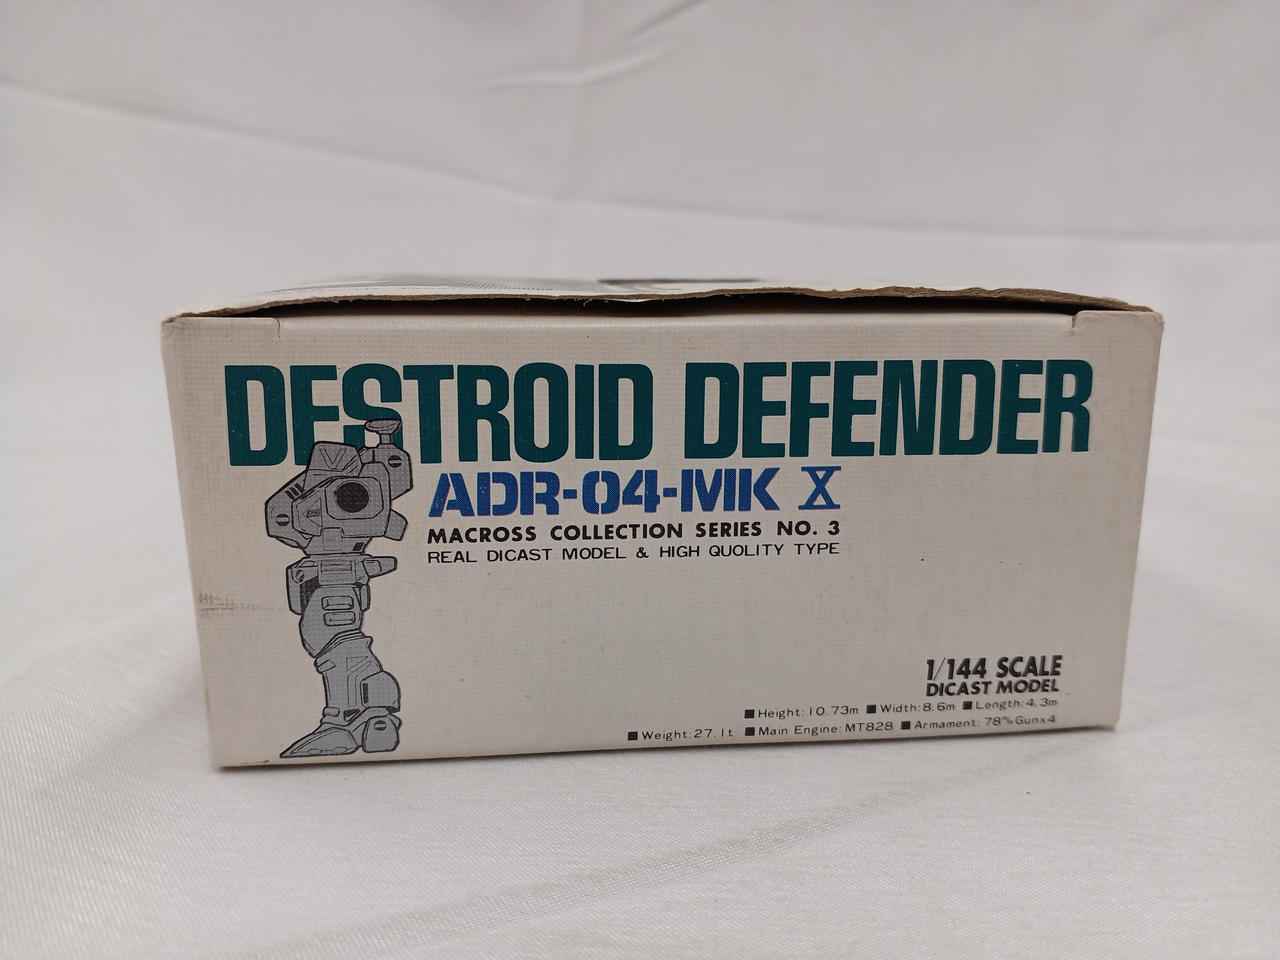 DESTROID DEFENDER
ADR-04-MK X
MACROSS COLLECTION SERIES NO. 3
REAL DICAST MODEL & HIGH QUOLITY TYPE
1/144 SCALE
DICAST MODEL
■Height:10.73m ■Width:8.6m ■Length:4.3m
■Weight:27.1t ■Main Engine:MT828 ■Armament:78㎜Gun×4